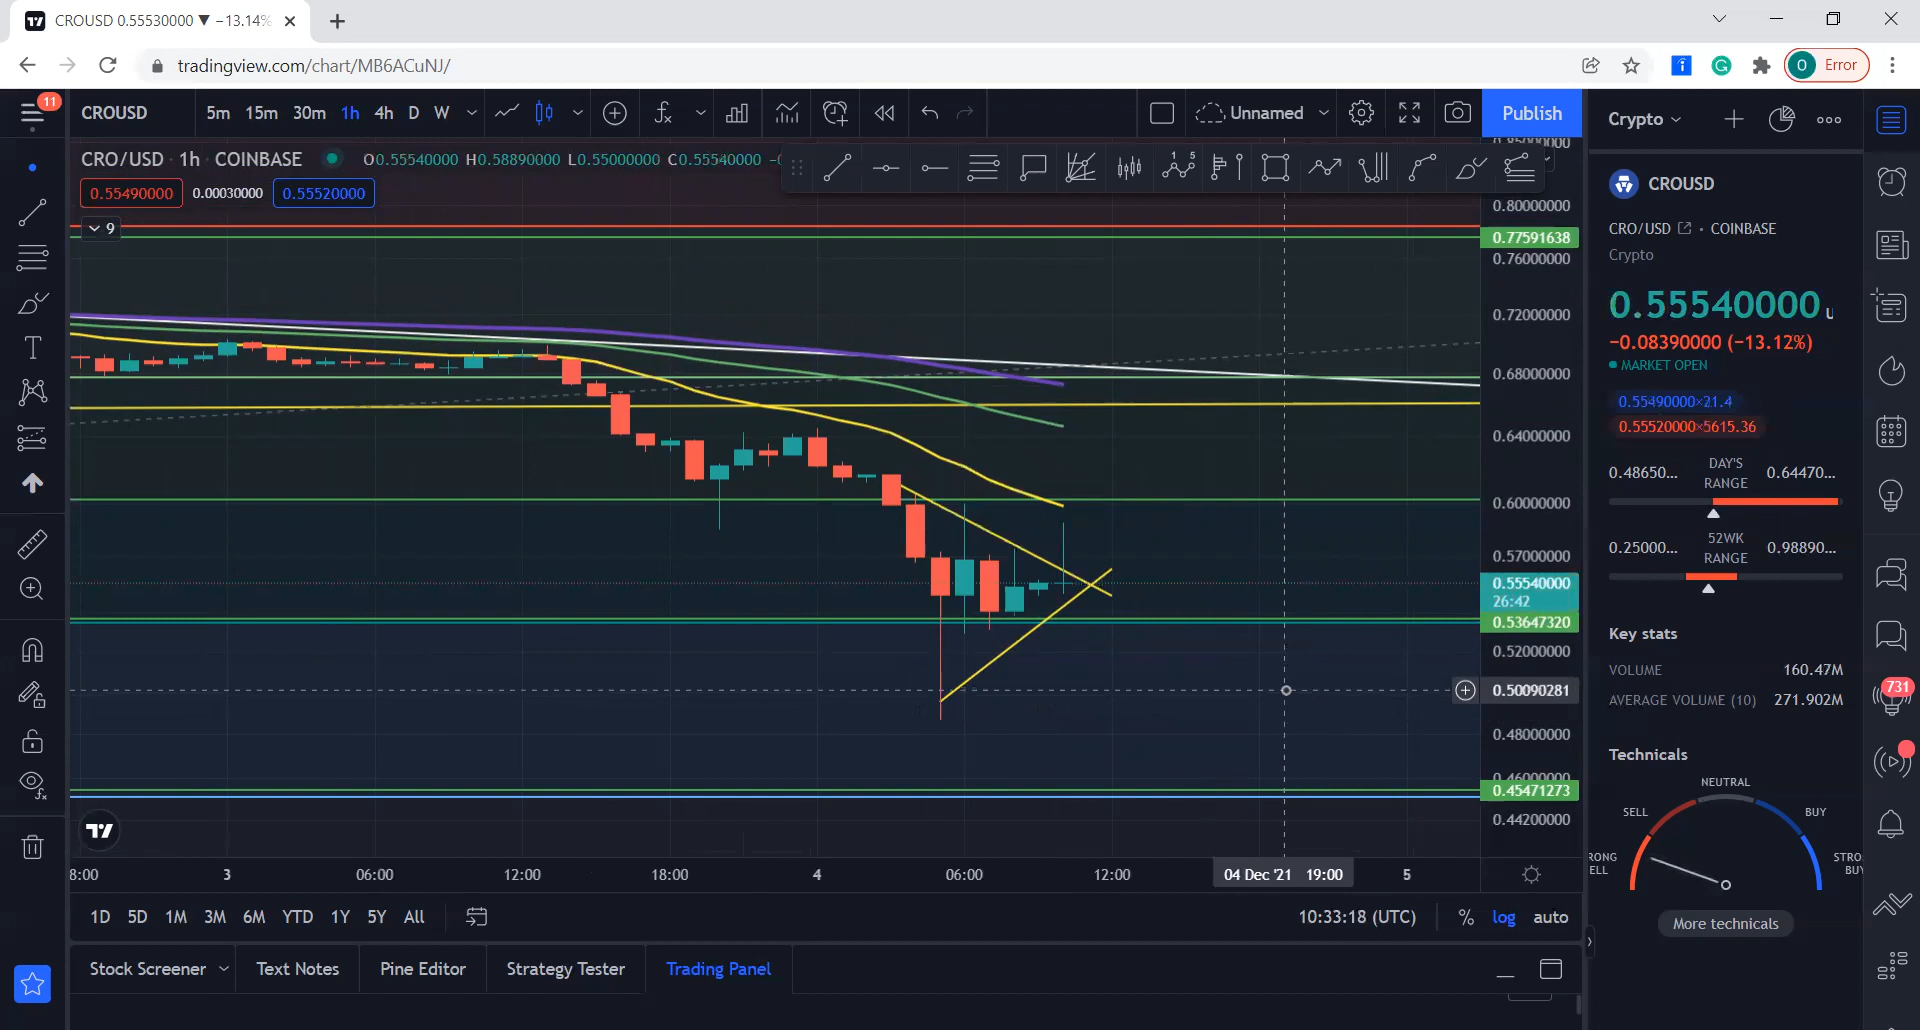 CROUSD 0.55530000 ▼ −13.14%
tradingview.com/chart/MB6ACuNJ/
O Error
11
CROUSD 5m 15m 30m 1h 4h D W Unnamed Publish
CRO/USD · 1h · COINBASE O0.55540000 H0.58890000 L0.55000000 C0.55540000
0.55490000 0.00030000 0.55520000
9
0.80000000
0.77591638
0.76000000
0.72000000
0.68000000
0.64000000
0.60000000
0.57000000
0.55540000
26:42
0.53647320
0.52000000
0.50090281
0.48000000
0.46000000
0.45471273
0.44200000
8:00 3 06:00 12:00 18:00 4 06:00 12:00 04 Dec '21 19:00 5
1D 5D 1M 3M 6M YTD 1Y 5Y All 10:33:18 (UTC) % log auto
Stock Screener Text Notes Pine Editor Strategy Tester Trading Panel
Crypto
CROUSD
CRO/USD · COINBASE
Crypto
0.55540000
−0.08390000 (−13.12%)
MARKET OPEN
0.55490000×21.4
0.55520000×5615.36
0.48650... DAY'S RANGE 0.64470...
0.25000... 52WK RANGE 0.98890...
Key stats
VOLUME 160.47M
AVERAGE VOLUME (10) 271.902M
Technicals
NEUTRAL
SELL BUY
RONG ELL STRO BUY
More technicals
731